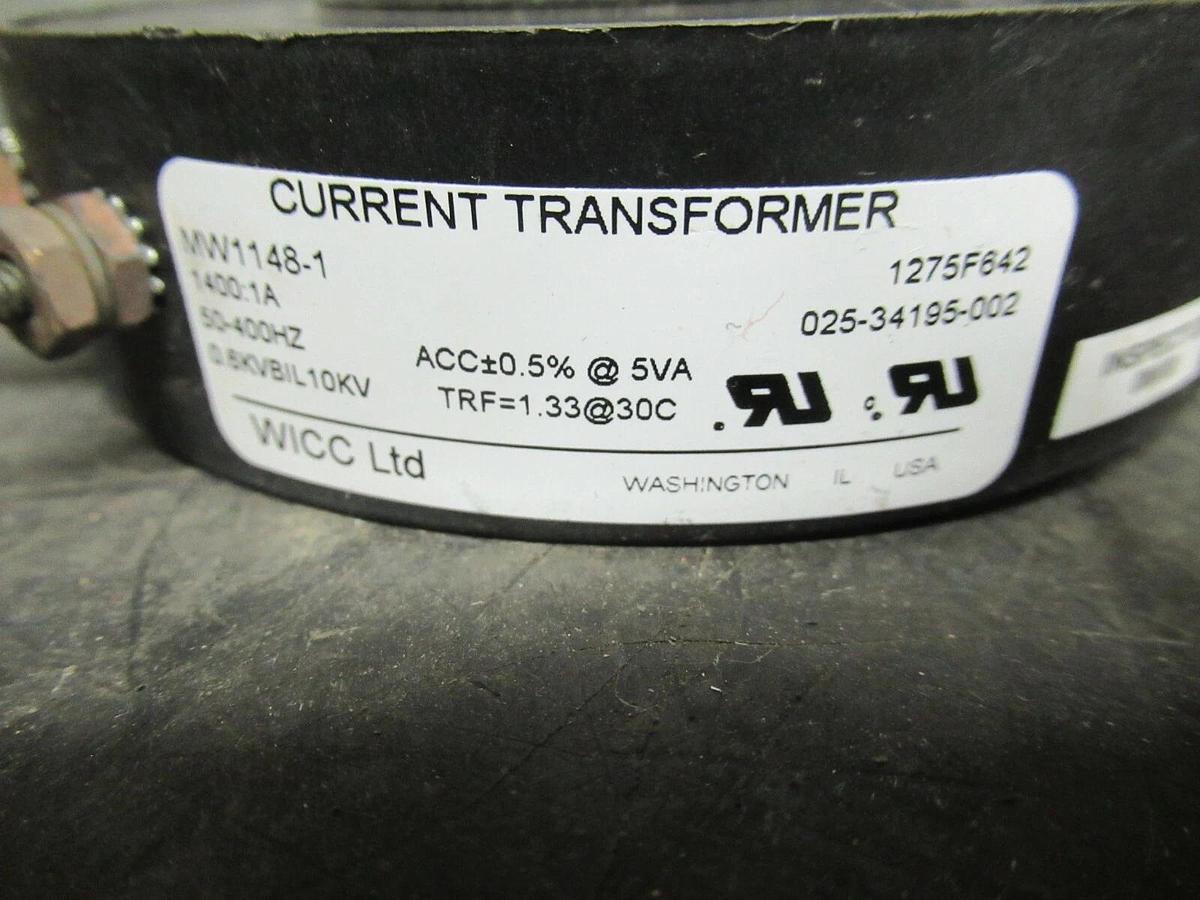 CURRENT TRANSFORMER
MW1148-1
1275F642
1400:1A
025-34195-002
50-400HZ
0.6KVBIL10KV
ACC±0.5% @ 5VA
TRF=1.33@30C
WICC Ltd
WASHINGTON IL USA